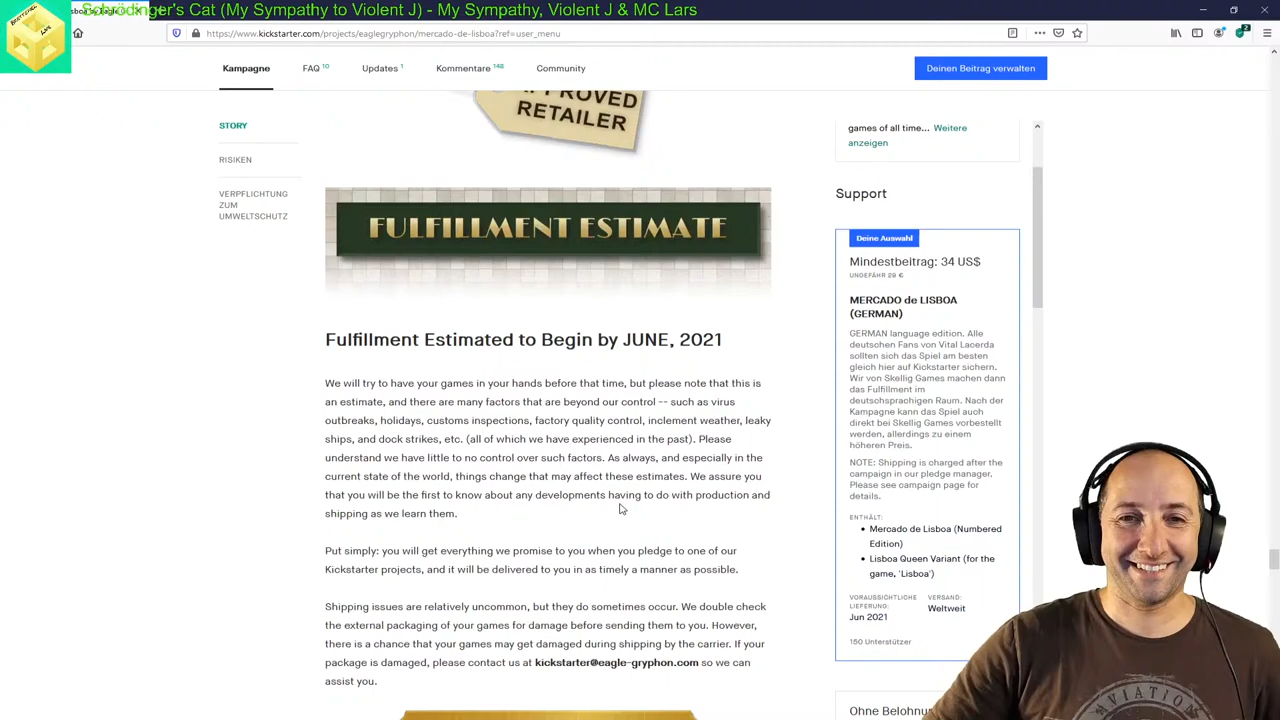 Schrödinger's Cat (My Sympathy to Violent J) - My Sympathy, Violent J & MC Lars
https://www.kickstarter.com/projects/eaglegryphon/mercado-de-lisboa?ref=user_menu
Kampagne FAQ 10 Updates 1 Kommentare 148 Community
Deinen Beitrag verwalten
STORY
RISIKEN
VERPFLICHTUNG
ZUM
UMWELTSCHUTZ
RETAILER
FULFILLMENT ESTIMATE
Fulfillment Estimated to Begin by JUNE, 2021
We will try to have your games in your hands before that time, but please note that this is
an estimate, and there are many factors that are beyond our control -- such as virus
outbreaks, holidays, customs inspections, factory quality control, inclement weather, leaky
ships, and dock strikes, etc. (all of which we have experienced in the past). Please
understand we have little to no control over such factors. As always, and especially in the
current state of the world, things change that may affect these estimates. We assure you
that you will be the first to know about any developments having to do with production and
shipping as we learn them.
Put simply: you will get everything we promise to you when you pledge to one of our
Kickstarter projects, and it will be delivered to you in as timely a manner as possible.
Shipping issues are relatively uncommon, but they do sometimes occur. We double check
the external packaging of your games for damage before sending them to you. However,
there is a chance that your games may get damaged during shipping by the carrier. If your
package is damaged, please contact us at kickstarter@eagle-gryphon.com so we can
assist you.
games of all time... Weitere
anzeigen
Support
Deine Auswahl
Mindestbeitrag: 34 US$
UNGEFÄHR 29 €
MERCADO de LISBOA
(GERMAN)
GERMAN language edition. Alle
deutschen Fans von Vital Lacerda
sollten sich das Spiel am besten
gleich hier auf Kickstarter sichern.
Wir von Skellig Games machen dann
das Fulfillment im
deutschsprachigen Raum. Nach der
Kampagne kann das Spiel auch
direkt bei Skellig Games vorbestellt
werden, allerdings zu einem
höheren Preis.
NOTE: Shipping is charged after the
campaign in our pledge manager.
Please see campaign page for
details.
ENTHÄLT:
Mercado de Lisboa (Numbered
Edition)
Lisboa Queen Variant (for the
game, 'Lisboa')
VORAUSSICHTLICHE
LIEFERUNG:
Jun 2021
VERSAND:
Weltweit
150 Unterstützer
Ohne